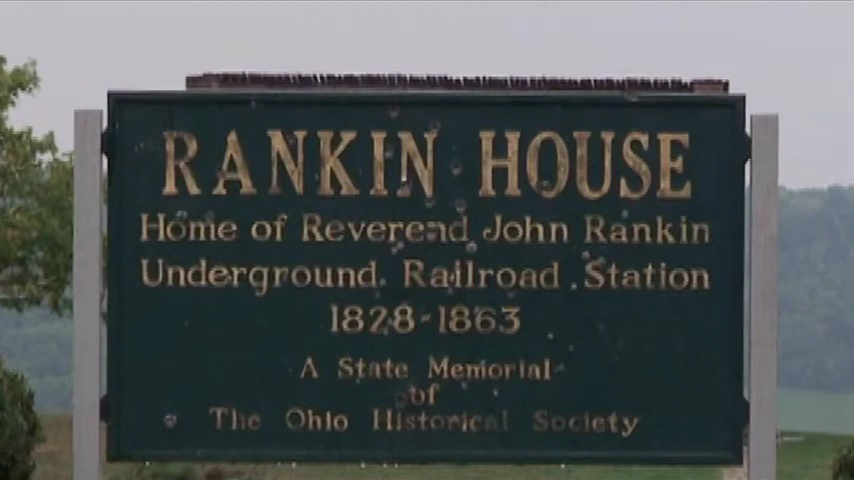 RANKIN HOUSE
Home of Reverend John Rankin
Underground Railroad Station
1828-1863
A State Memorial
of
The Ohio Historical Society